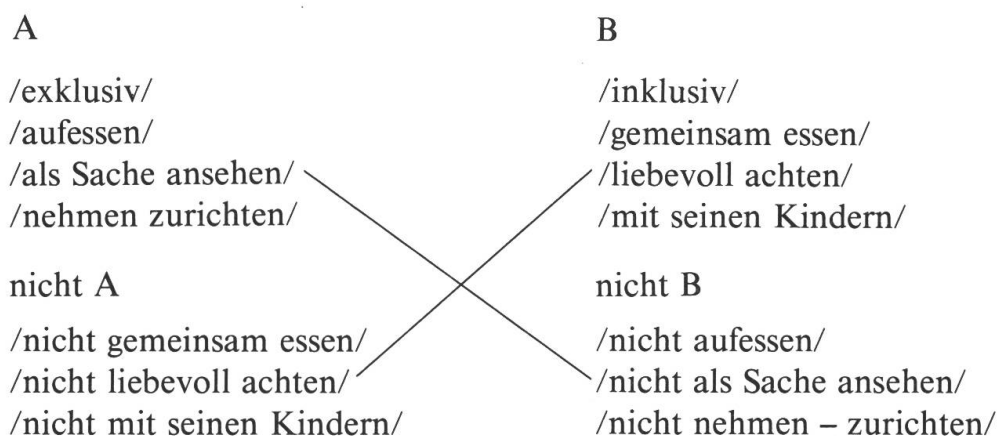 A
/exklusiv/
/aufessen/
/als Sache ansehen/
/nehmen zurichten/
B
/inklusiv/
/gemeinsam essen/
/liebevoll achten/
/mit seinen Kindern/
nicht A
/nicht gemeinsam essen/
/nicht liebevoll achten/
/nicht mit seinen Kindern/
nicht B
/nicht aufessen/
/nicht als Sache ansehen/
/nicht nehmen – zurichten/